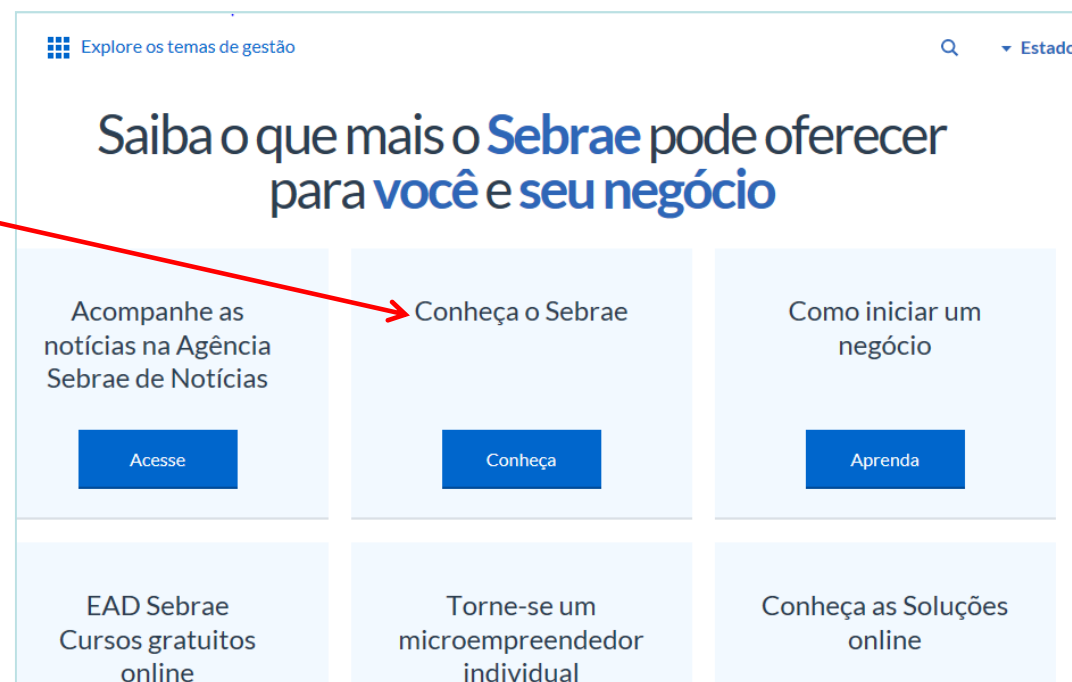 Explore os temas de gestão
Estado
Saiba o que mais o Sebrae pode oferecer
para você e seu negócio
Acompanhe as
notícias na Agência
Sebrae de Notícias
Acesse
Conheça o Sebrae
Conheça
Como iniciar um
negócio
Aprenda
EAD Sebrae
Cursos gratuitos
online
Torne-se um
microempreendedor
individual
Conheça as Soluções
online